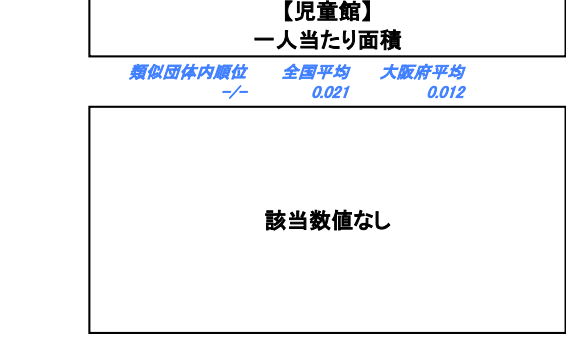 【児童館】
一人当たり面積
類似団体内順位 全国平均 大阪府平均
-/- 0.021 0.012
該当数値なし